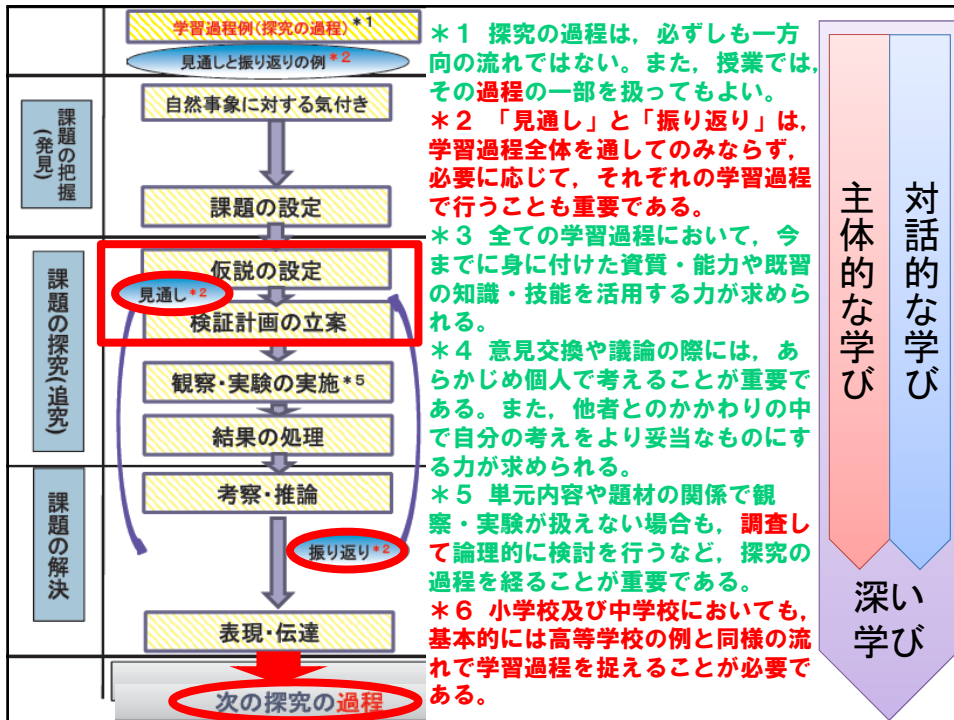 学習過程例(探究の過程)*1
見通しと振り返りの例*2
課題の把握
(発見)
自然事象に対する気付き
課題の設定
課題の探究(追究)
仮説の設定
見通し*2
検証計画の立案
観察・実験の実施*5
結果の処理
課題の解決
考察・推論
振り返り*2
表現・伝達
次の探究の過程
*1 探究の過程は，必ずしも一方
向の流れではない。また，授業では，
その過程の一部を扱ってもよい。
*2 「見通し」と「振り返り」は，
学習過程全体を通してのみならず，
必要に応じて，それぞれの学習過程
で行うことも重要である。
*3 全ての学習過程において，今
までに身に付けた資質・能力や既習
の知識・技能を活用する力が求めら
れる。
*4 意見交換や議論の際には，あ
らかじめ個人で考えることが重要で
ある。また，他者とのかかわりの中
で自分の考えをより妥当なものにす
る力が求められる。
*5 単元内容や題材の関係で観
察・実験が扱えない場合も，調査し
て論理的に検討を行うなど，探究の
過程を経ることが重要である。
*6 小学校及び中学校においても，
基本的には高等学校の例と同様の流
れで学習過程を捉えることが必要で
ある。
主体的な学び
対話的な学び
深い
学び